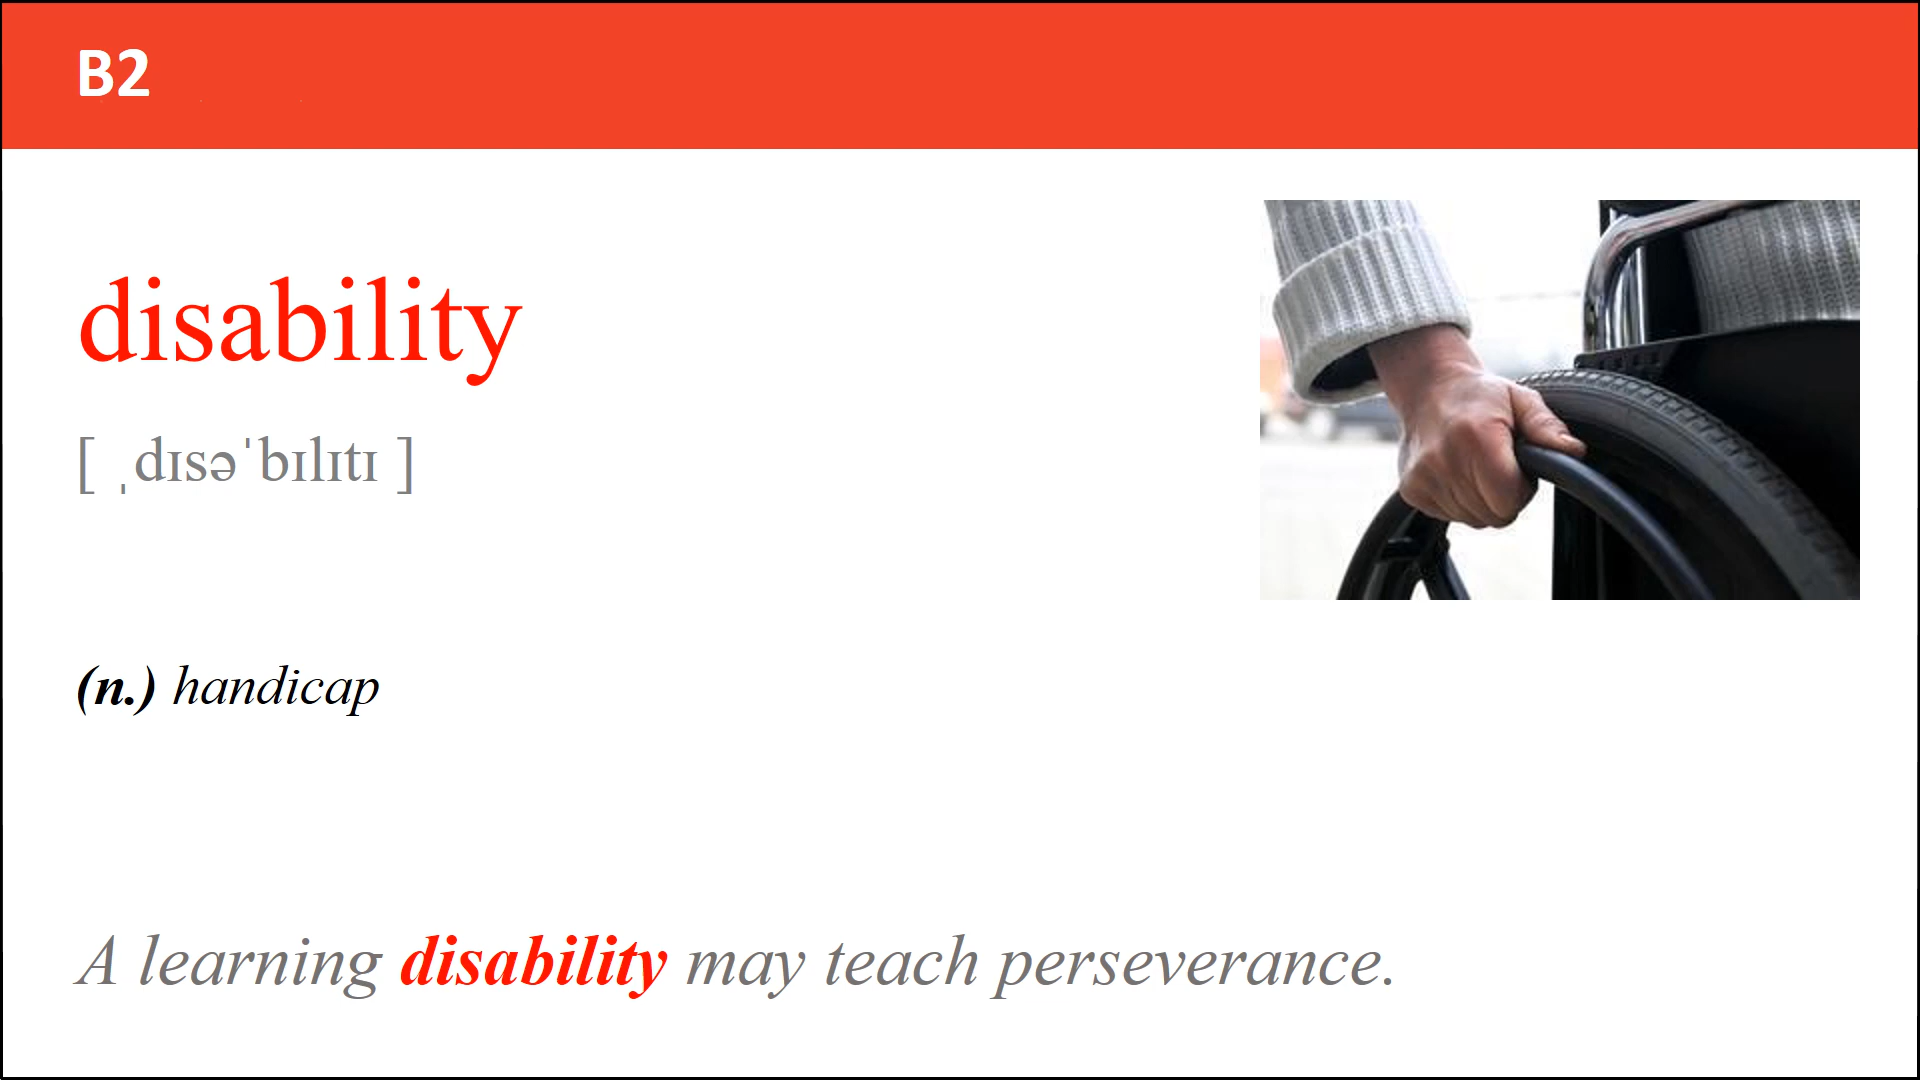 B2
disability
[ ˌdɪsəˈbɪlɪtɪ ]
(n.) handicap
A learning disability may teach perseverance.